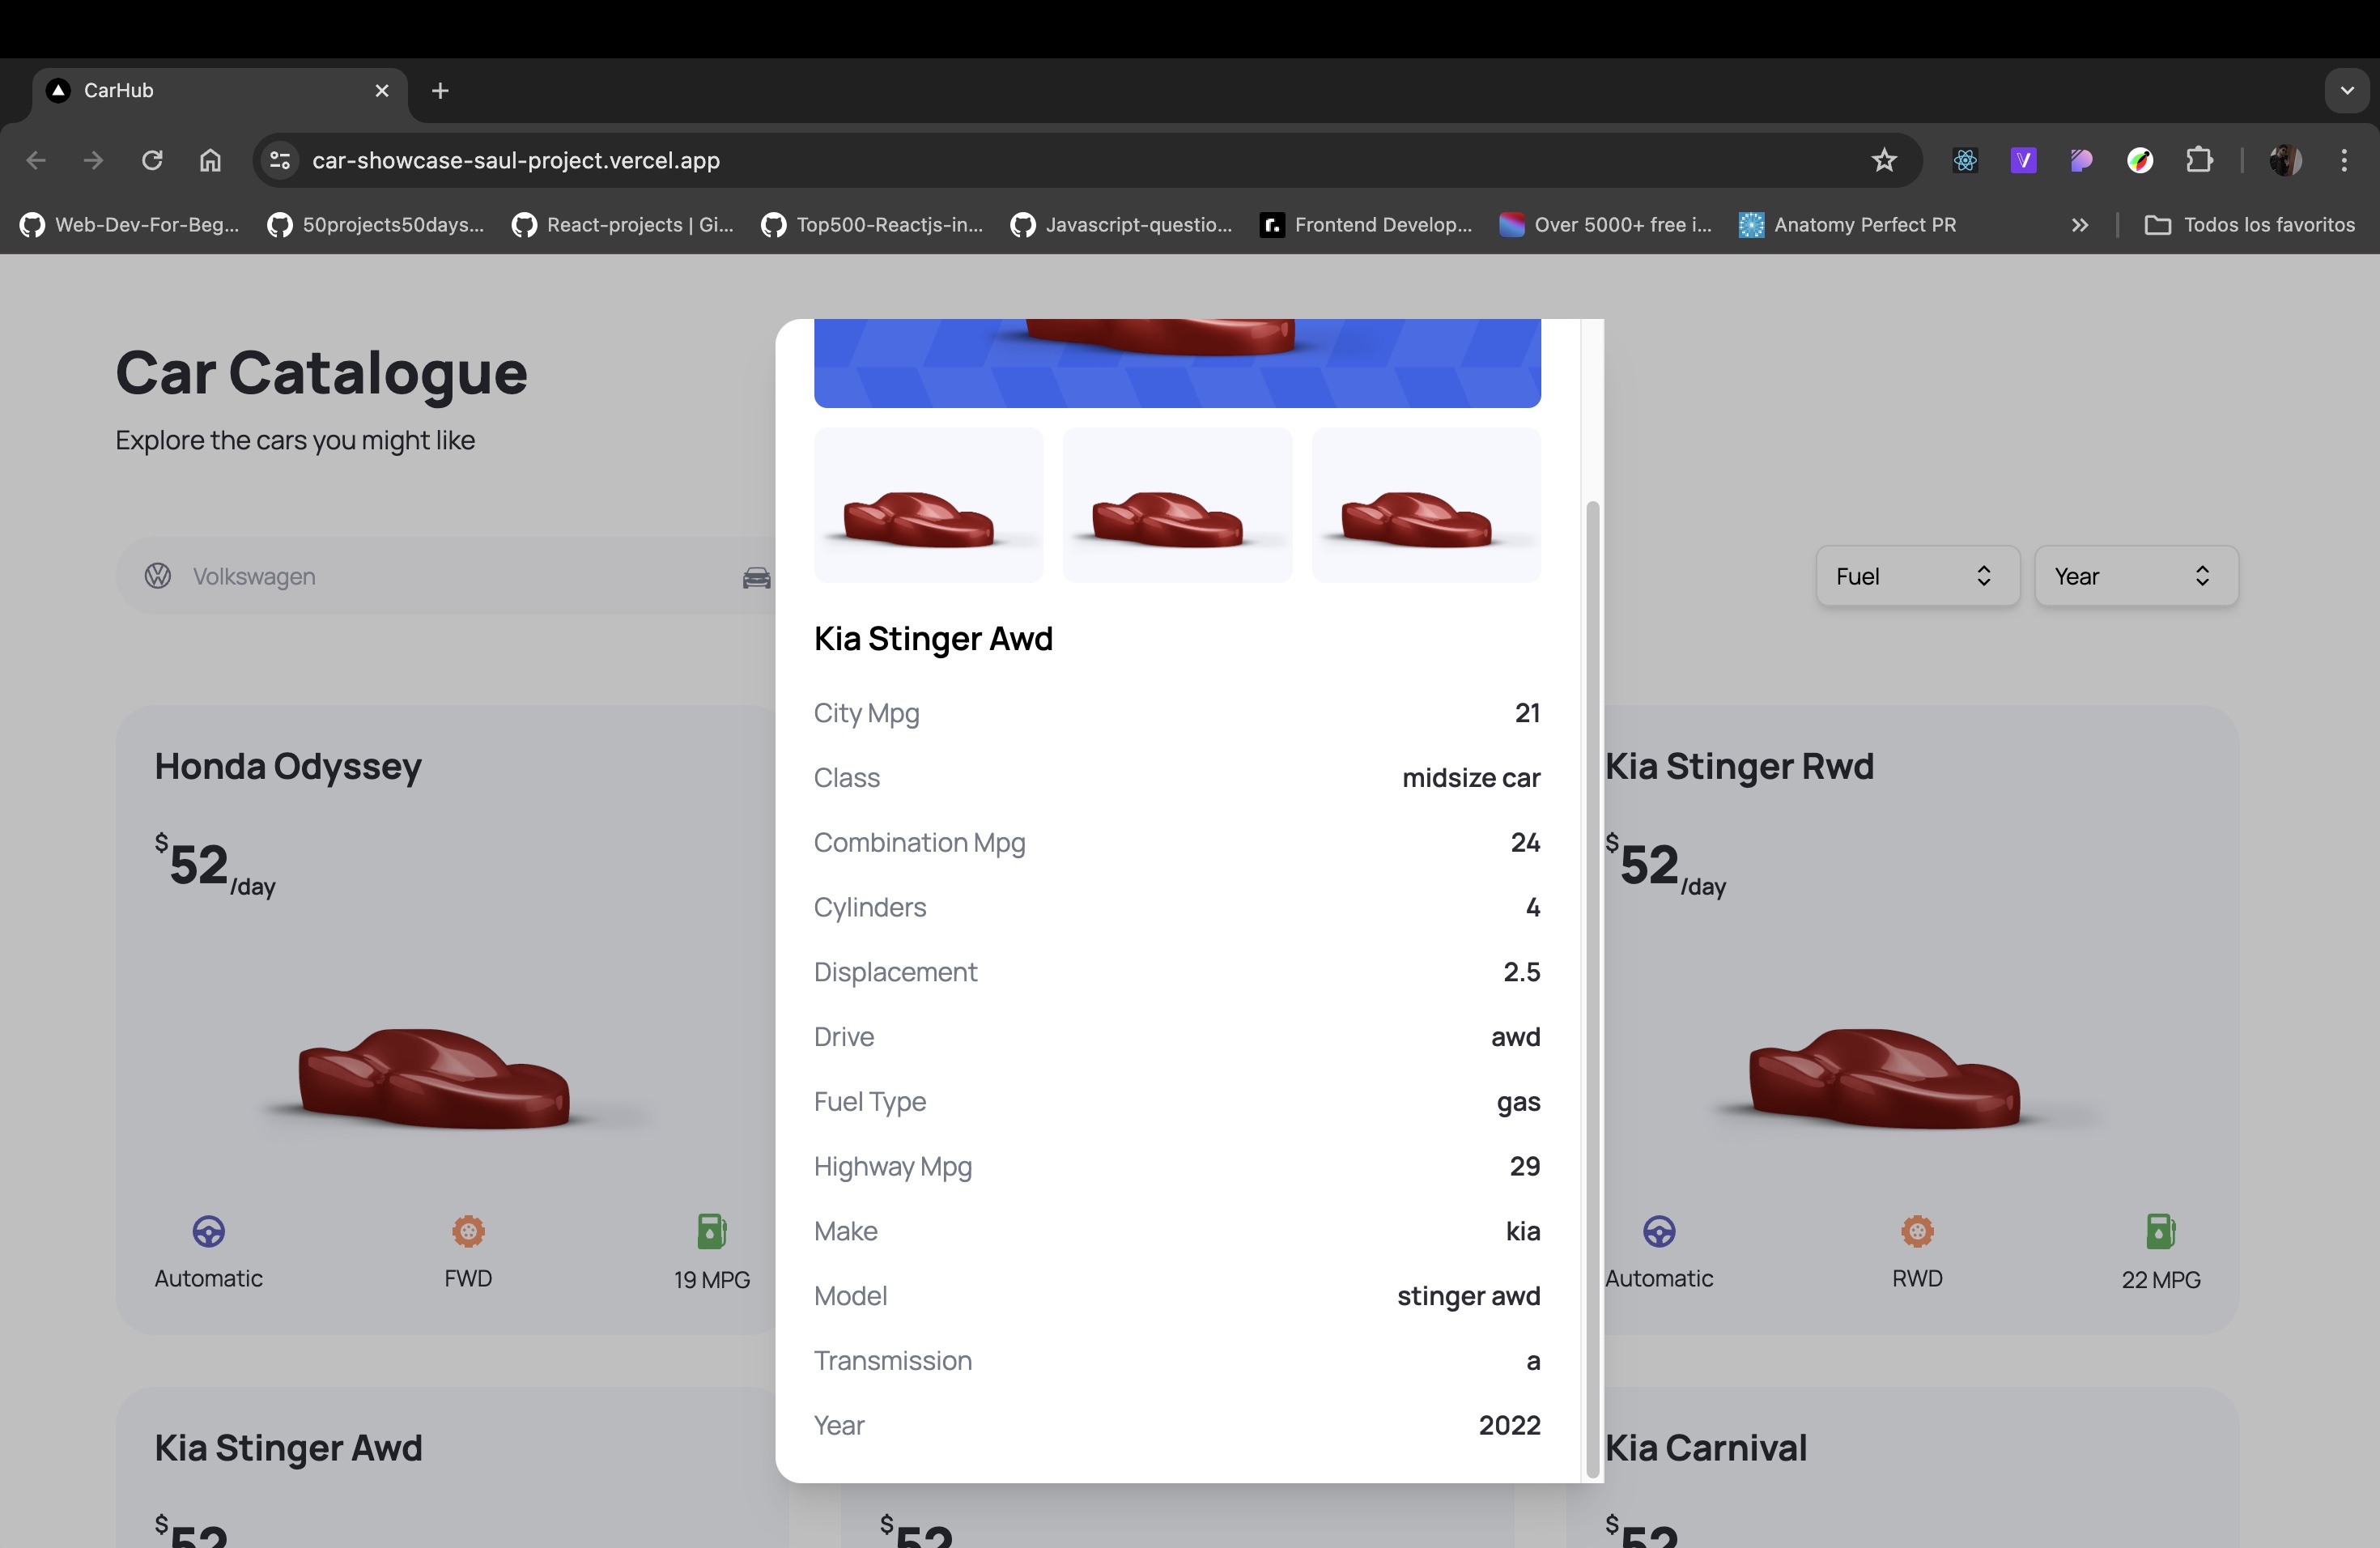 CarHub
car-showcase-saul-project.vercel.app
Web-Dev-For-Beg...
50projects50days...
React-projects | Gi...
Top500-Reactjs-in...
Javascript-questio...
Frontend Develop...
Over 5000+ free i...
Anatomy Perfect PR
Todos los favoritos
Car Catalogue
Explore the cars you might like
Volkswagen
Fuel
Year
Kia Stinger Awd
City Mpg 21
Class midsize car
Combination Mpg 24
Cylinders 4
Displacement 2.5
Drive awd
Fuel Type gas
Highway Mpg 29
Make kia
Model stinger awd
Transmission a
Year 2022
Honda Odyssey
$52/day
Automatic
FWD
19 MPG
Kia Stinger Rwd
$52/day
Automatic
RWD
22 MPG
Kia Stinger Awd
$52
$52
Kia Carnival
$52